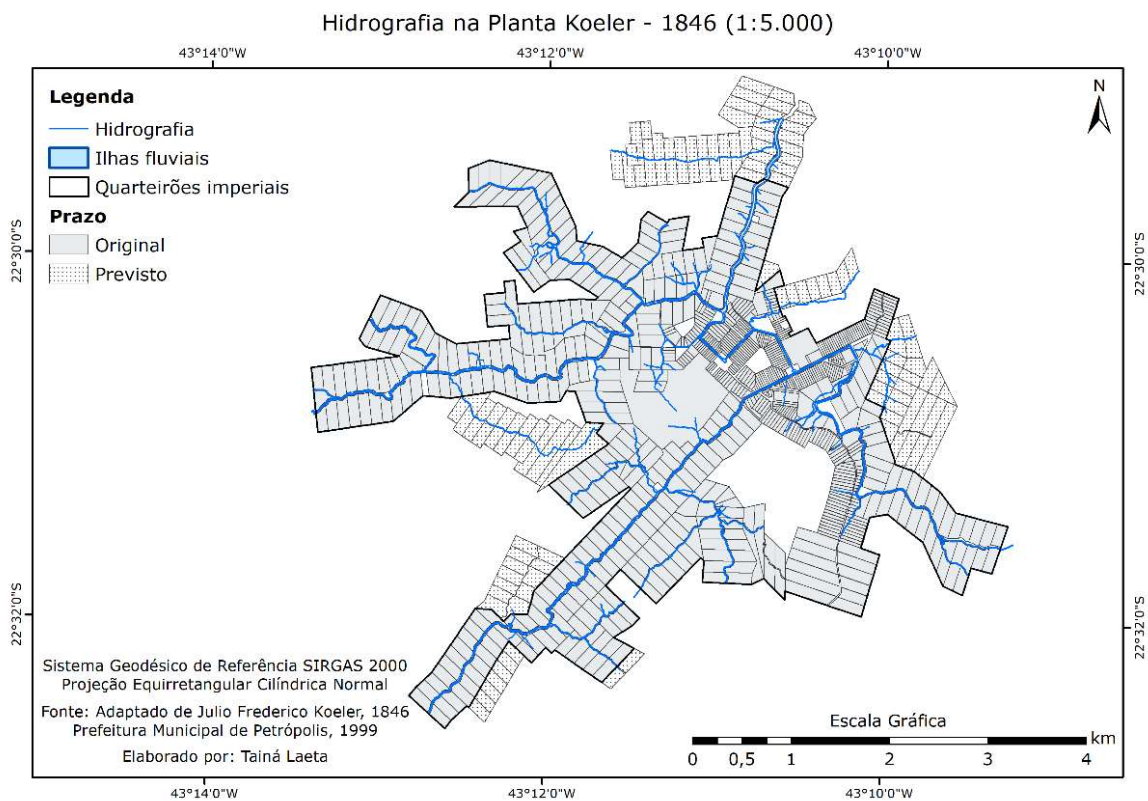 Hidrografia na Planta Koeler - 1846 (1:5.000)
43°14'0"W 43°12'0"W 43°10'0"W
N
Legenda
Hidrografia
Ilhas fluviais
Quarteirões imperiais
Prazo
Original
Previsto
22°30'0"S 22°30'0"S
22°32'0"S 22°32'0"S
Sistema Geodésico de Referência SIRGAS 2000
Projeção Equirretangular Cilíndrica Normal
Fonte: Adaptado de Julio Frederico Koeler, 1846
Prefeitura Municipal de Petrópolis, 1999
Elaborado por: Tainá Laeta
Escala Gráfica
km
0 0,5 1 2 3 4
43°14'0"W 43°12'0"W 43°10'0"W